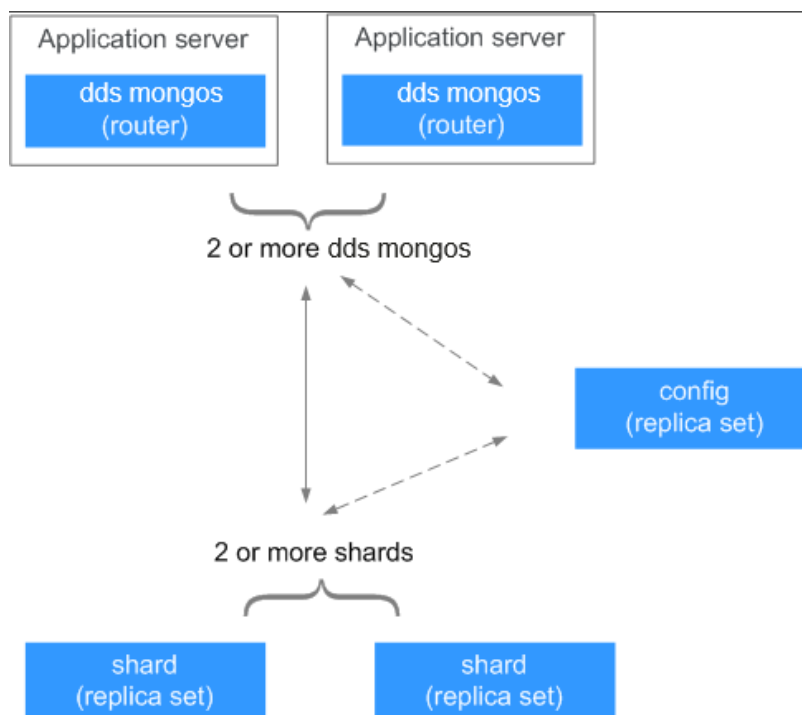 Application server
dds mongos
(router)
Application server
dds mongos
(router)
2 or more dds mongos
config
(replica set)
2 or more shards
shard
(replica set)
shard
(replica set)